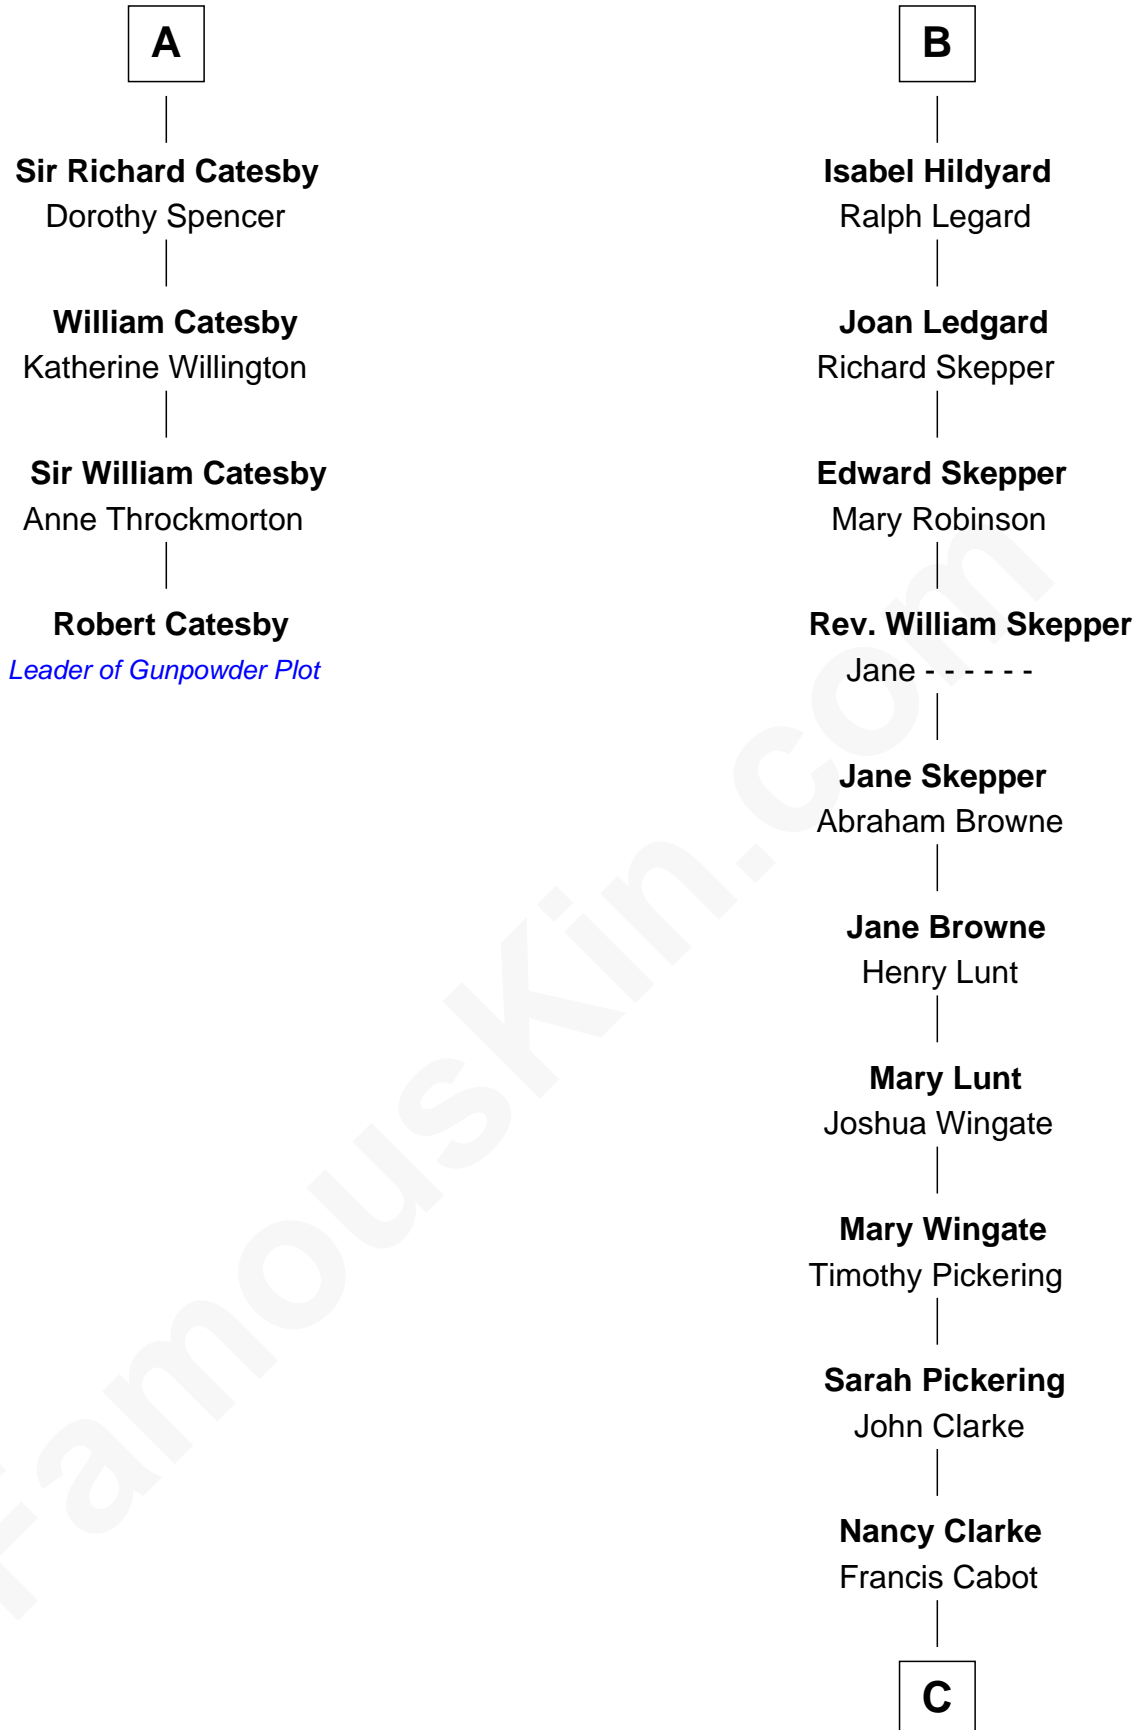 A
Sir Richard Catesby
Dorothy Spencer
William Catesby
Katherine Willington
Sir William Catesby
Anne Throckmorton
Robert Catesby
Leader of Gunpowder Plot
B
Isabel Hildyard
Ralph Legard
Joan Ledgard
Richard Skepper
Edward Skepper
Mary Robinson
Rev. William Skepper
Jane - - - - - -
Jane Skepper
Abraham Browne
Jane Browne
Henry Lunt
Mary Lunt
Joshua Wingate
Mary Wingate
Timothy Pickering
Sarah Pickering
John Clarke
Nancy Clarke
Francis Cabot
C
FamousKin.com